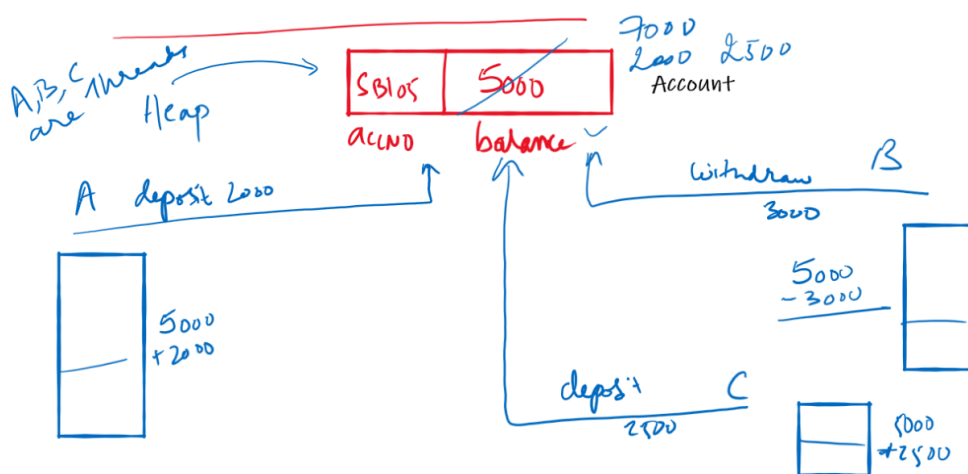 A, B, C
are Threads
Heap
SB105 5000
accNO balance
7000
2000 2500
Account
A deposit 2000
5000
+2000
withdraw B
3000
5000
-3000
deposit C
2500
5000
+2500